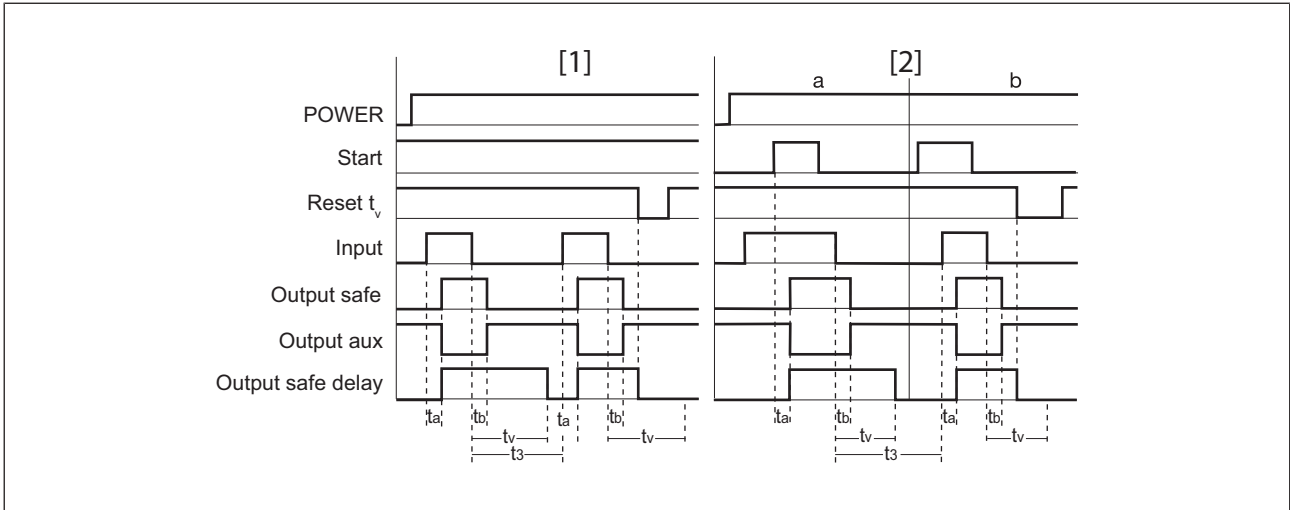 [1] [2]
a b
POWER
Start
Reset tv
Input
Output safe
Output aux
Output safe delay
ta tb ta tb ta tb ta tb
tv tv tv tv
t3 t3